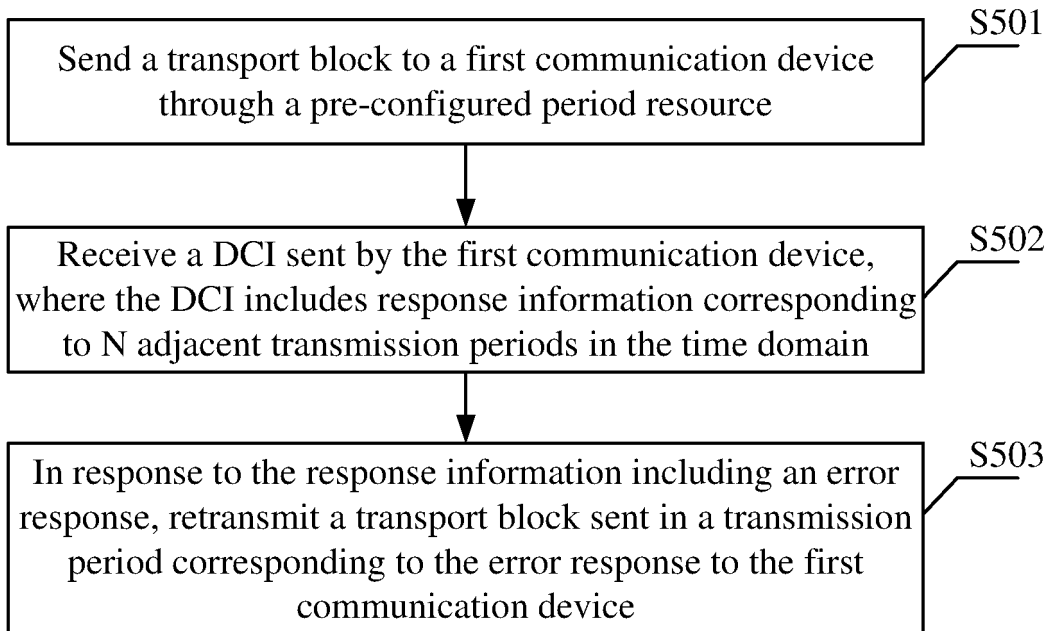 S501
Send a transport block to a first communication device
through a pre-configured period resource
S502
Receive a DCI sent by the first communication device,
where the DCI includes response information corresponding
to N adjacent transmission periods in the time domain
S503
In response to the response information including an error
response, retransmit a transport block sent in a transmission
period corresponding to the error response to the first
communication device